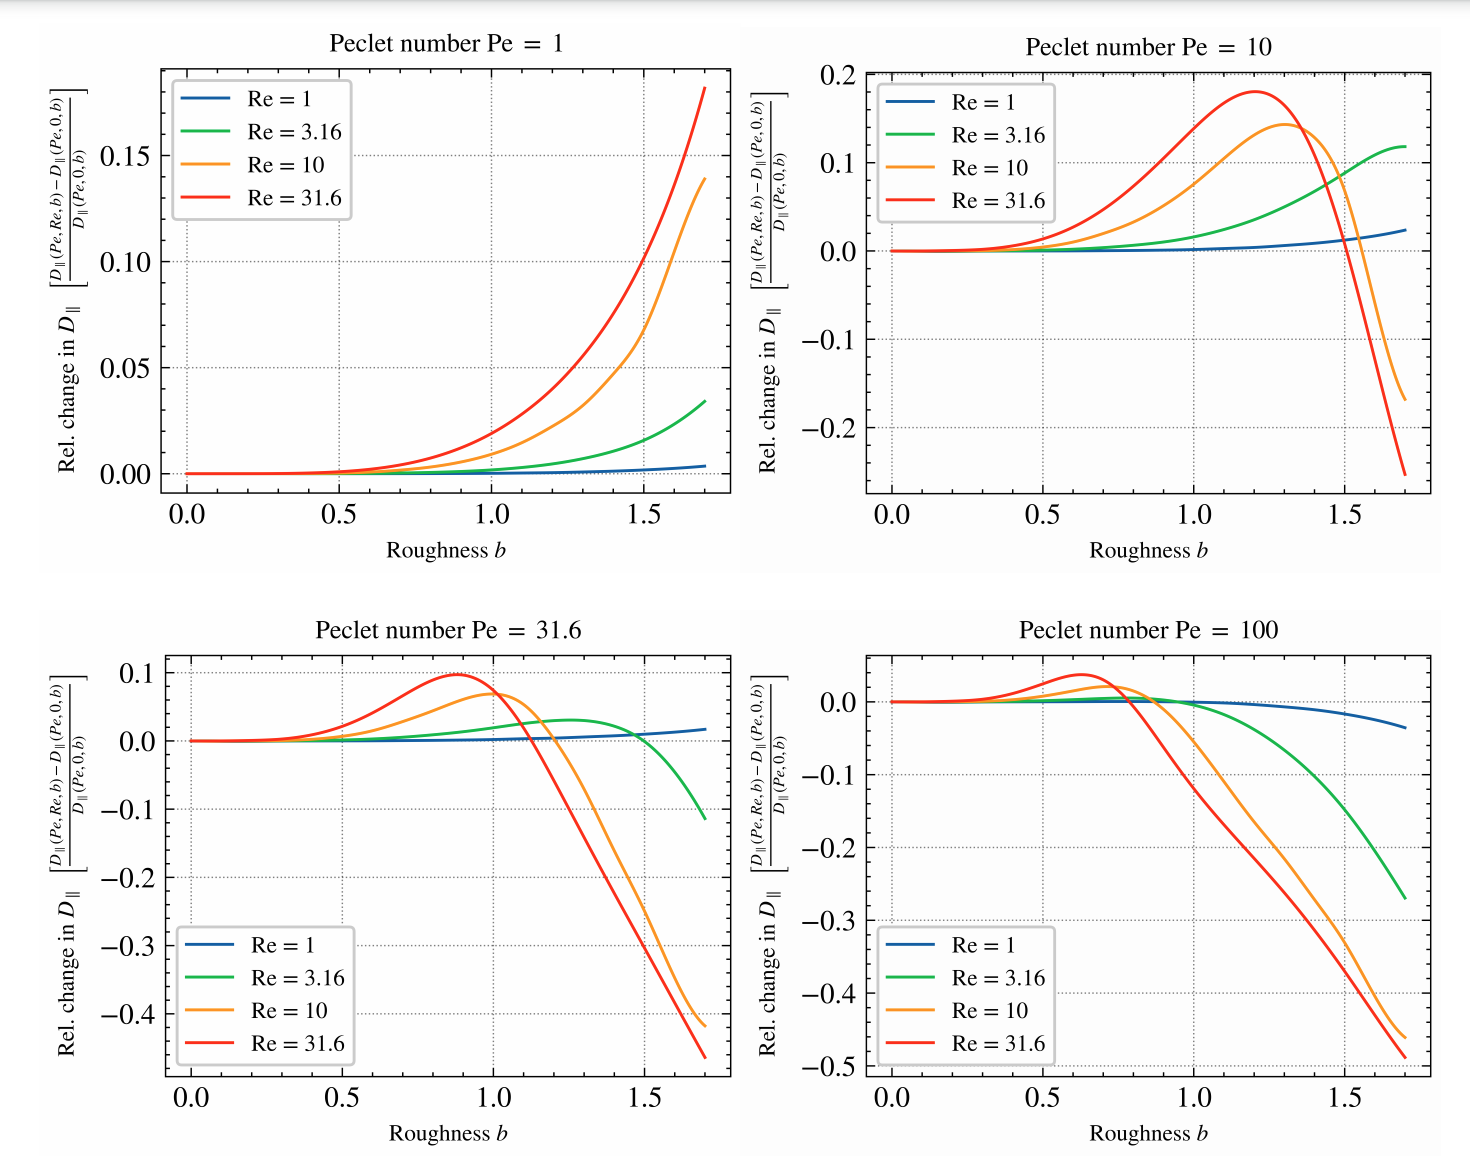 Peclet number Pe = 1
Rel. change in D∥ [D∥(Pe,Re,b)−D∥(Pe,0,b) / D∥(Pe,0,b)]
0.15
0.10
0.05
0.00
Re = 1
Re = 3.16
Re = 10
Re = 31.6
0.0 0.5 1.0 1.5
Roughness b
Peclet number Pe = 10
Rel. change in D∥ [D∥(Pe,Re,b)−D∥(Pe,0,b) / D∥(Pe,0,b)]
0.2
0.1
0.0
−0.1
−0.2
Re = 1
Re = 3.16
Re = 10
Re = 31.6
0.0 0.5 1.0 1.5
Roughness b
Peclet number Pe = 31.6
Rel. change in D∥ [D∥(Pe,Re,b)−D∥(Pe,0,b) / D∥(Pe,0,b)]
0.1
0.0
−0.1
−0.2
−0.3
−0.4
Re = 1
Re = 3.16
Re = 10
Re = 31.6
0.0 0.5 1.0 1.5
Roughness b
Peclet number Pe = 100
Rel. change in D∥ [D∥(Pe,Re,b)−D∥(Pe,0,b) / D∥(Pe,0,b)]
0.0
−0.1
−0.2
−0.3
−0.4
−0.5
Re = 1
Re = 3.16
Re = 10
Re = 31.6
0.0 0.5 1.0 1.5
Roughness b